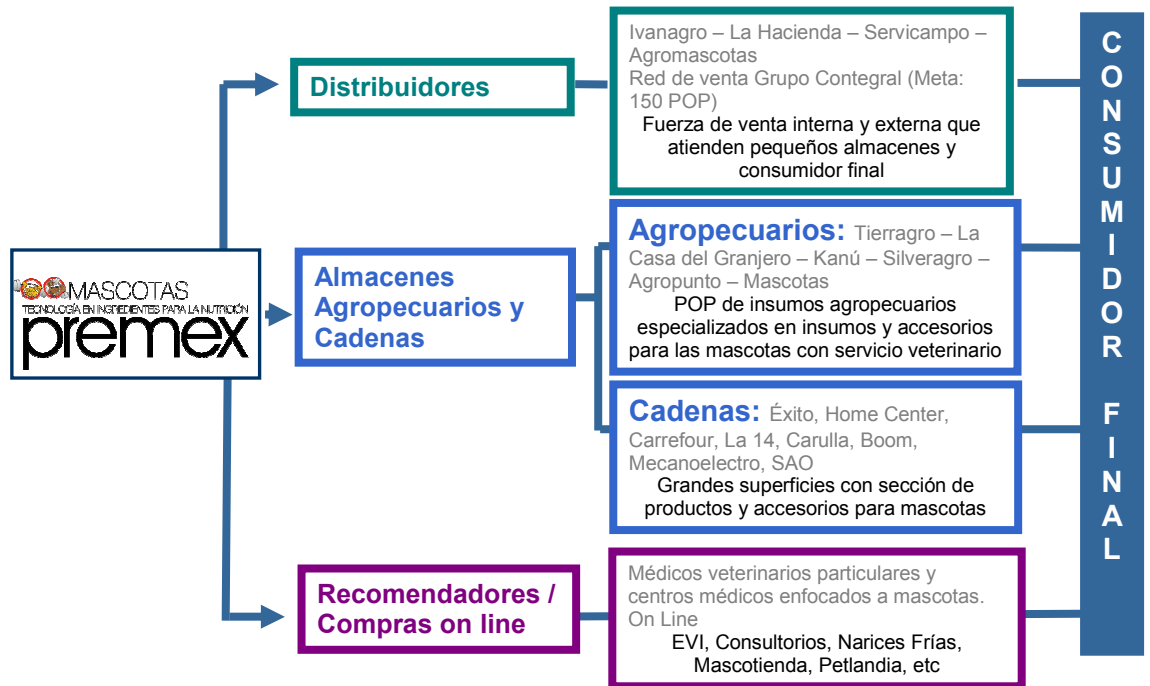 MASCOTAS
TECNOLOGÍA EN INGREDIENTES PARA LA NUTRICIÓN
premex
Distribuidores
Ivanagro – La Hacienda – Servicampo –
Agromascotas
Red de venta Grupo Contegral (Meta:
150 POP)
Fuerza de venta interna y externa que
atienden pequeños almacenes y
consumidor final
Almacenes
Agropecuarios y
Cadenas
Agropecuarios: Tierragro – La
Casa del Granjero – Kanú – Silveragro –
Agropunto – Mascotas
POP de insumos agropecuarios
especializados en insumos y accesorios
para las mascotas con servicio veterinario
Cadenas: Éxito, Home Center,
Carrefour, La 14, Carulla, Boom,
Mecanoelectro, SAO
Grandes superficies con sección de
productos y accesorios para mascotas
Recomendadores /
Compras on line
Médicos veterinarios particulares y
centros médicos enfocados a mascotas.
On Line
EVI, Consultorios, Narices Frías,
Mascotienda, Petlandia, etc
CONSUMIDOR FINAL